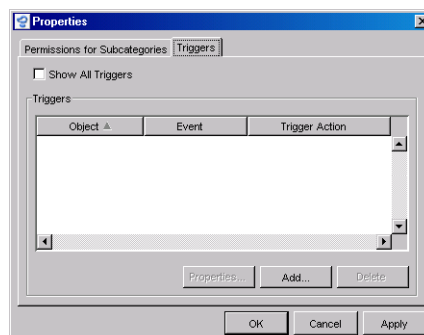 Properties
Permissions for Subcategories Triggers
Show All Triggers
Triggers
Object Event Trigger Action
Properties... Add... Delete
OK Cancel Apply